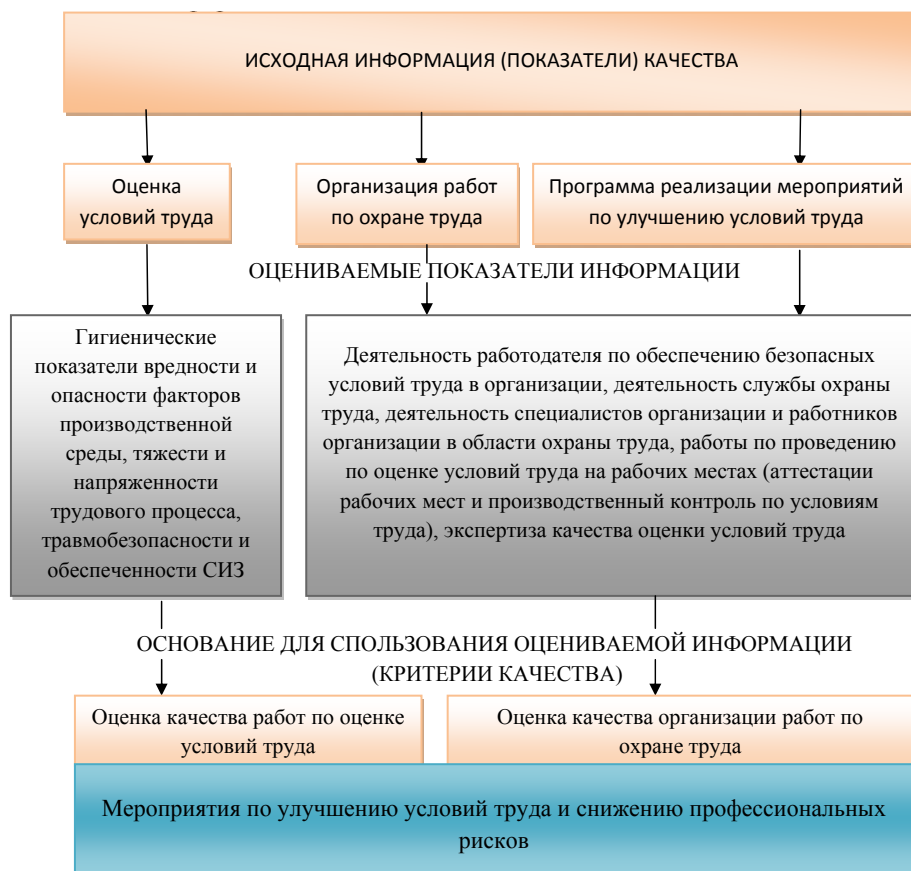 ИСХОДНАЯ ИНФОРМАЦИЯ (ПОКАЗАТЕЛИ) КАЧЕСТВА
Оценка
условий труда
Организация работ
по охране труда
Программа реализации мероприятий
по улучшению условий труда
ОЦЕНИВАЕМЫЕ ПОКАЗАТЕЛИ ИНФОРМАЦИИ
Гигиенические
показатели вредности и
опасности факторов
производственной
среды, тяжести и
напряженности
трудового процесса,
травмобезопасности и
обеспеченности СИЗ
Деятельность работодателя по обеспечению безопасных
условий труда в организации, деятельность службы охраны
труда, деятельность специалистов организации и работников
организации в области охраны труда, работы по проведению
по оценке условий труда на рабочих местах (аттестации
рабочих мест и производственный контроль по условиям
труда), экспертиза качества оценки условий труда
ОСНОВАНИЕ ДЛЯ СПОЛЬЗОВАНИЯ ОЦЕНИВАЕМОЙ ИНФОРМАЦИИ
(КРИТЕРИИ КАЧЕСТВА)
Оценка качества работ по оценке
условий труда
Оценка качества организации работ по
охране труда
Мероприятия по улучшению условий труда и снижению профессиональных
рисков